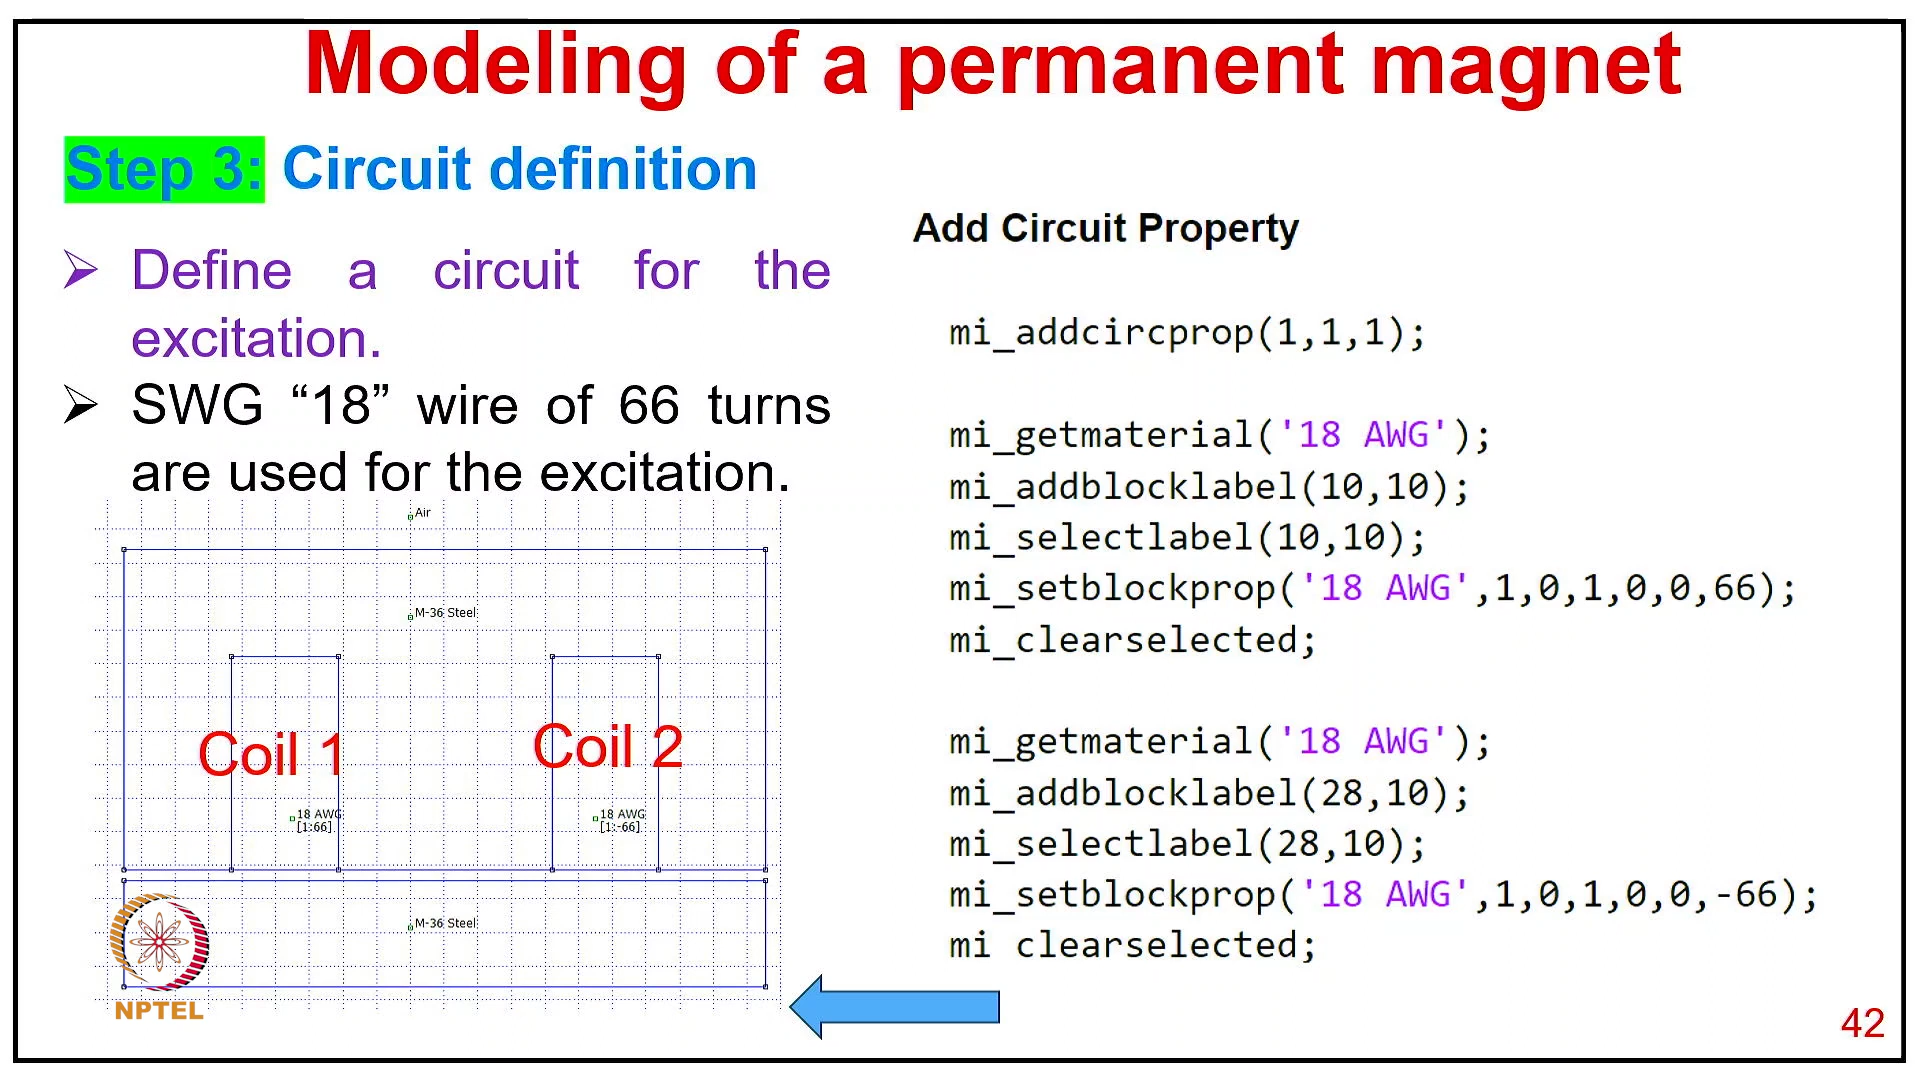 Modeling of a permanent magnet
Step 3: Circuit definition
➢ Define a circuit for the
excitation.
➢ SWG “18” wire of 66 turns
are used for the excitation.
Air
M-36 Steel
Coil 1
Coil 2
18 AWG
[1:66]
18 AWG
[1:-66]
M-36 Steel
NPTEL
Add Circuit Property
mi_addcircprop(1,1,1);
mi_getmaterial('18 AWG');
mi_addblocklabel(10,10);
mi_selectlabel(10,10);
mi_setblockprop('18 AWG',1,0,1,0,0,66);
mi_clearselected;
mi_getmaterial('18 AWG');
mi_addblocklabel(28,10);
mi_selectlabel(28,10);
mi_setblockprop('18 AWG',1,0,1,0,0,-66);
mi clearselected;
42